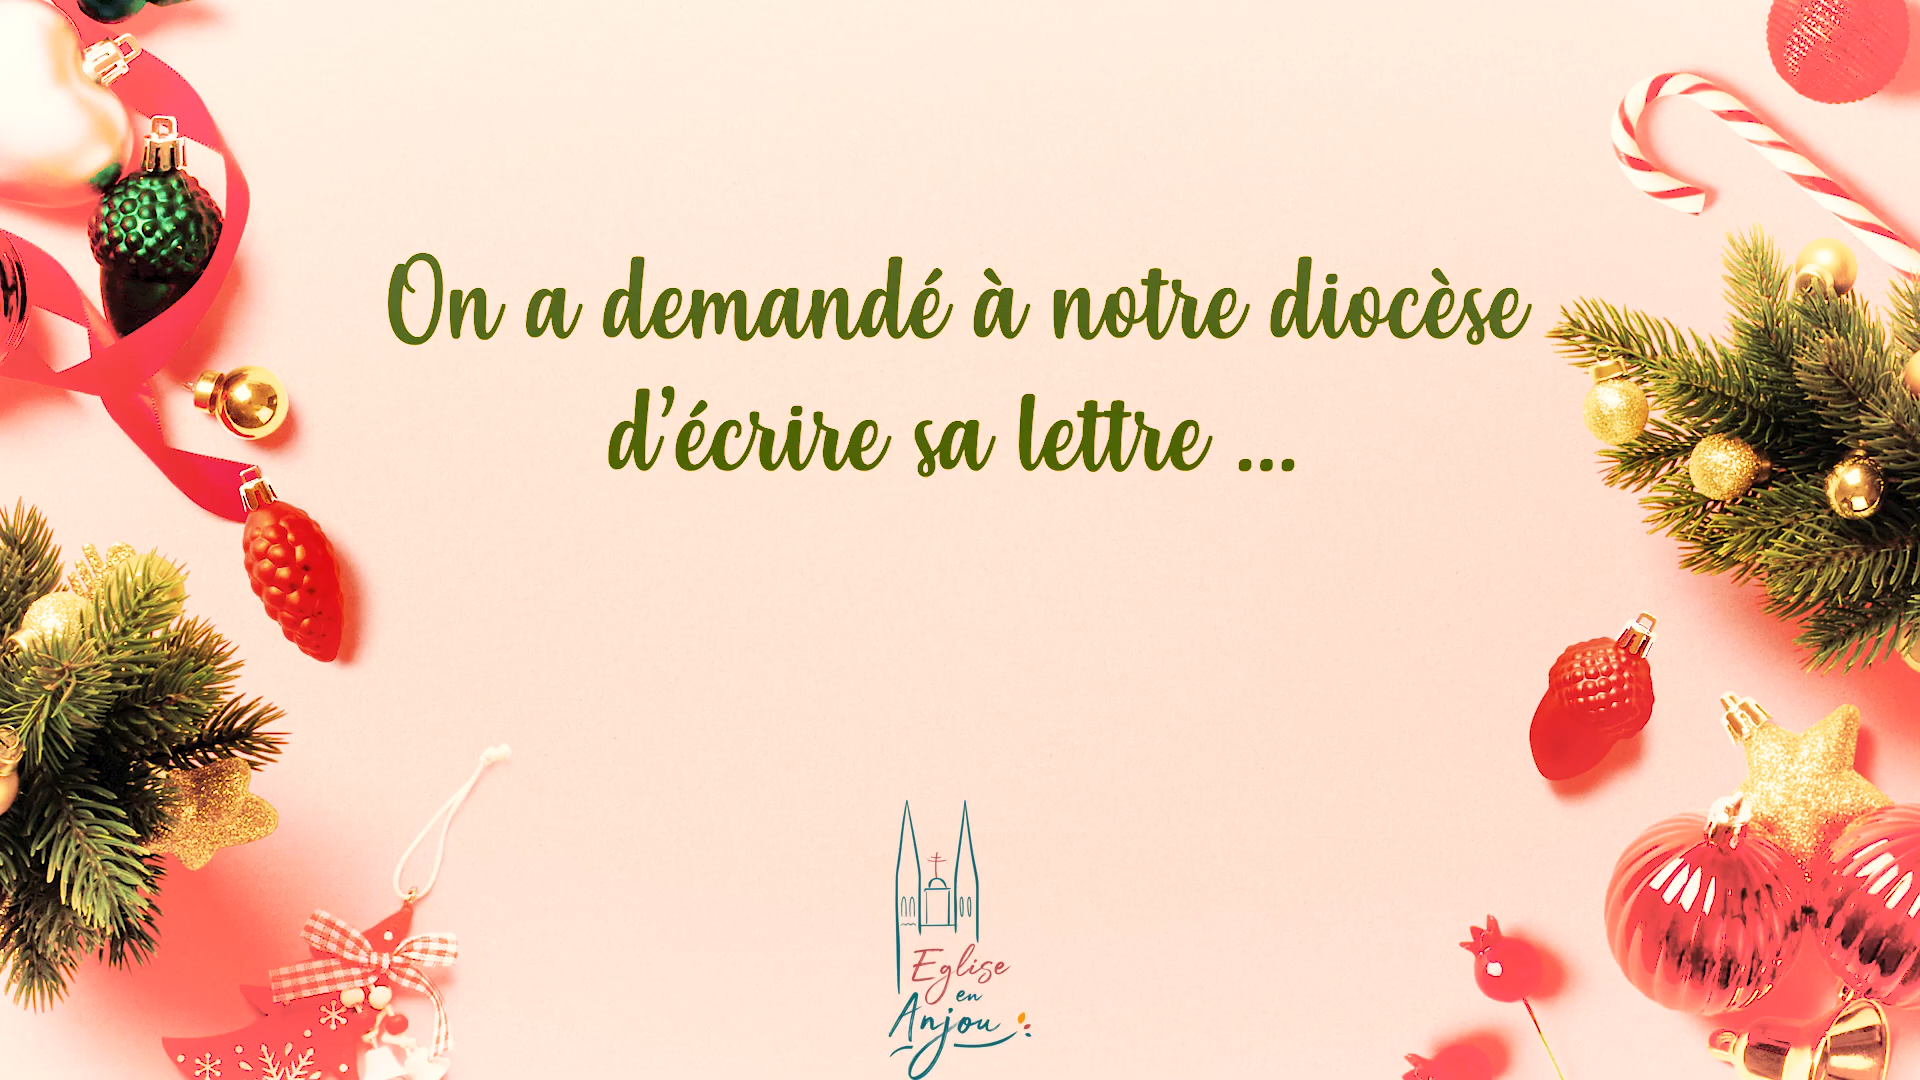 On a demandé à notre diocèse
d'écrire sa lettre ...
Eglise
en
Anjou